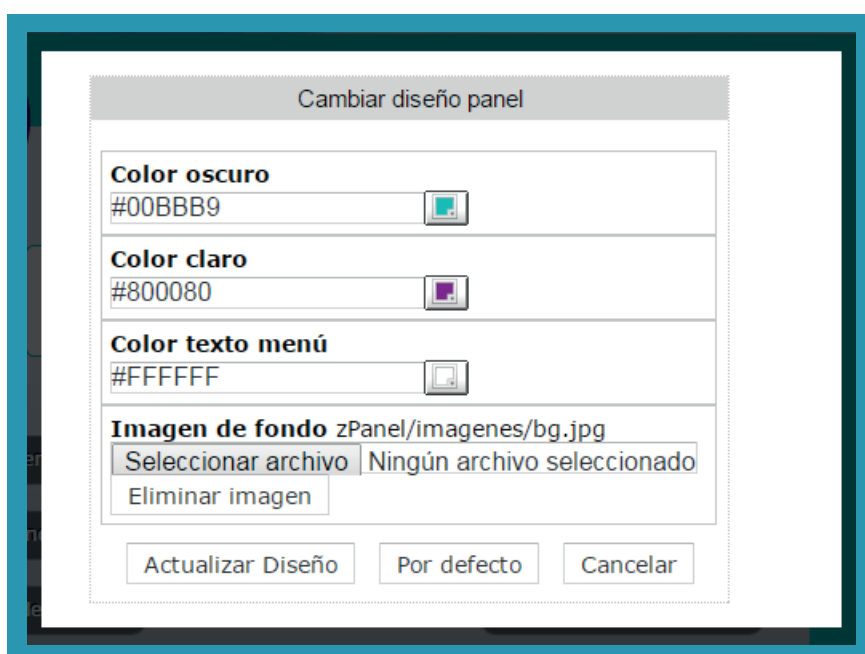 Cambiar diseño panel
Color oscuro
#00BBB9
Color claro
#800080
Color texto menú
#FFFFFF
Imagen de fondo zPanel/imagenes/bg.jpg
Seleccionar archivo Ningún archivo seleccionado
Eliminar imagen
Actualizar Diseño Por defecto Cancelar